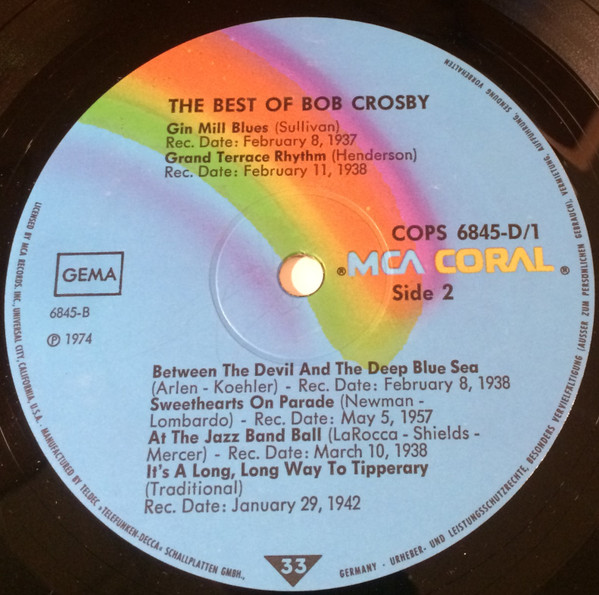 THE BEST OF BOB CROSBY
Gin Mill Blues (Sullivan)
Rec. Date: February 8, 1937
Grand Terrace Rhythm (Henderson)
Rec. Date: February 11, 1938
COPS 6845-D/1
® MCA CORAL ®
Side 2
GEMA
6845-B
Ⓟ 1974
Between The Devil And The Deep Blue Sea
(Arlen - Koehler) - Rec. Date: February 8, 1938
Sweethearts On Parade (Newman -
Lombardo) - Rec. Date: May 5, 1957
At The Jazz Band Ball (LaRocca - Shields -
Mercer) - Rec. Date: March 10, 1938
It's A Long, Long Way To Tipperary
(Traditional)
Rec. Date: January 29, 1942
33
LICENSED BY MCA RECORDS, INC., UNIVERSAL CITY, CALIFORNIA, U.S.A. MANUFACTURED BY TELDEC »TELEFUNKEN-DECCA« SCHALLPLATTEN GMBH., GERMANY - URHEBER- UND LEISTUNGSSCHUTZRECHTE, BESONDERS VERVIELFÄLTIGUNG (AUSSER ZUM PERSÖNLICHEN GEBRAUCH), VERMIETUNG, AUFFÜHRUNG, SENDUNG VORBEHALTEN